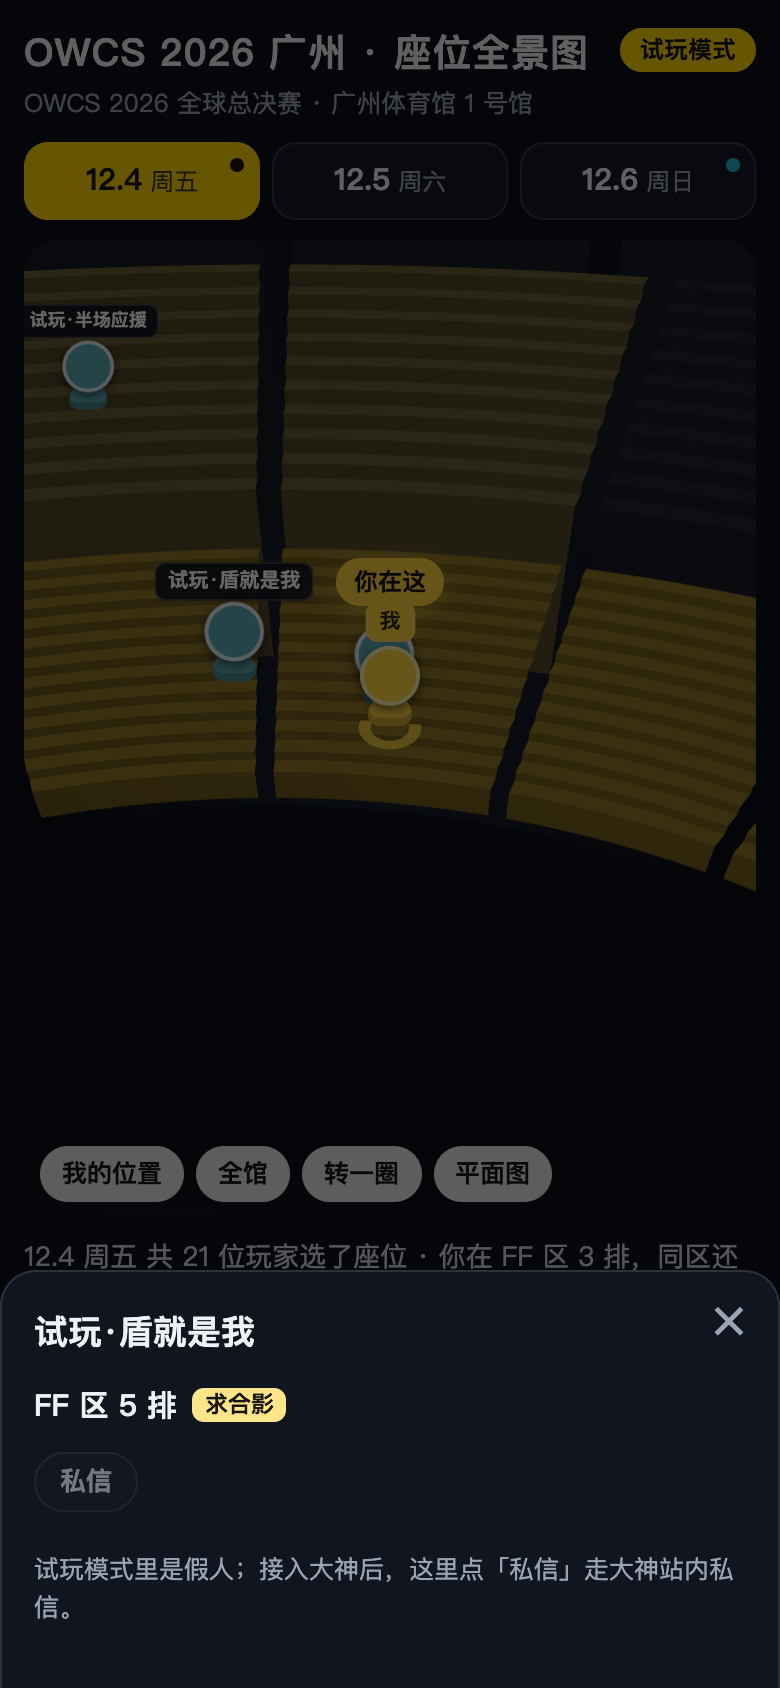 OWCS 2026 广州 · 座位全景图
试玩模式
OWCS 2026 全球总决赛 · 广州体育馆 1 号馆
12.4 周五
12.5 周六
12.6 周日
试玩·半场应援
试玩·盾就是我
你在这
我
我的位置
全馆
转一圈
平面图
12.4 周五 共 21 位玩家选了座位 · 你在 FF 区 3 排，同区还
试玩·盾就是我
FF 区 5 排
求合影
私信
试玩模式里是假人；接入大神后，这里点「私信」走大神站内私
信。